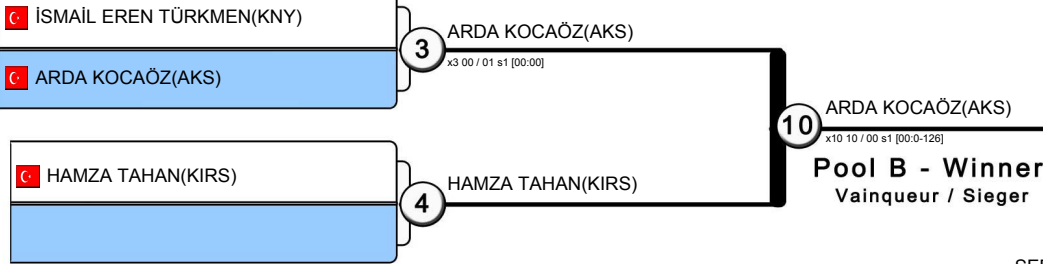 İSMAİL EREN TÜRKMEN(KNY)
ARDA KOCAÖZ(AKS)
3
ARDA KOCAÖZ(AKS)
x3 00 / 01 s1 [00:00]
HAMZA TAHAN(KIRS)
4
HAMZA TAHAN(KIRS)
10
ARDA KOCAÖZ(AKS)
x10 10 / 00 s1 [00:0-126]
Pool B - Winner
Vainqueur / Sieger